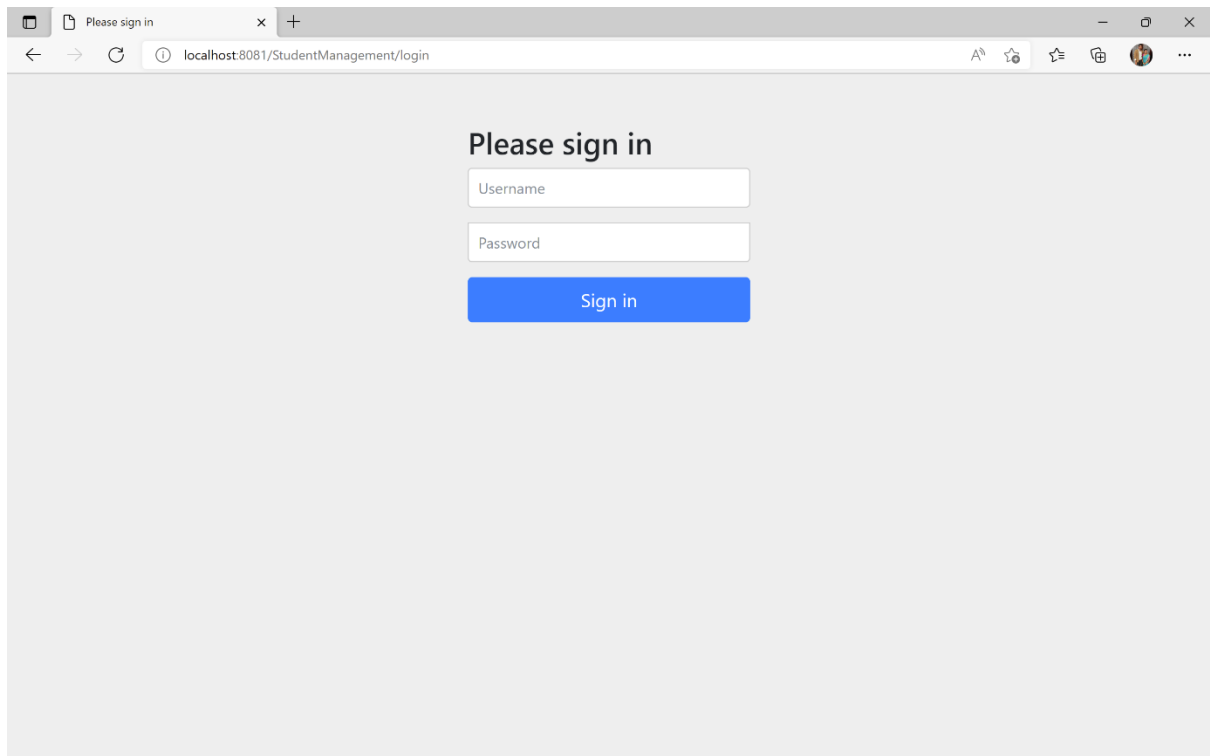 Please sign in
localhost:8081/StudentManagement/login
Please sign in
Username
Password
Sign in